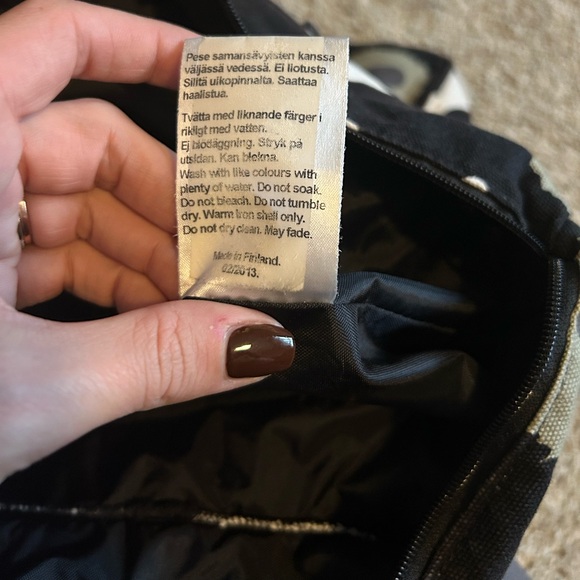 Pese samansävyisten kanssa
väljässä vedessä. Ei liotusta.
Silitä ulkopinnalta. Saattaa
haalistua.
Tvätta med liknande färger i
rikligt med vatten.
Ej blödäggning. Stryk på
utsidan. Kan blekna.
Wash with like colours with
plenty of water. Do not soak.
Do not bleach. Do not tumble
dry. Warm iron shell only.
Do not dry clean. May fade.
Made in Finland.
02/2013.